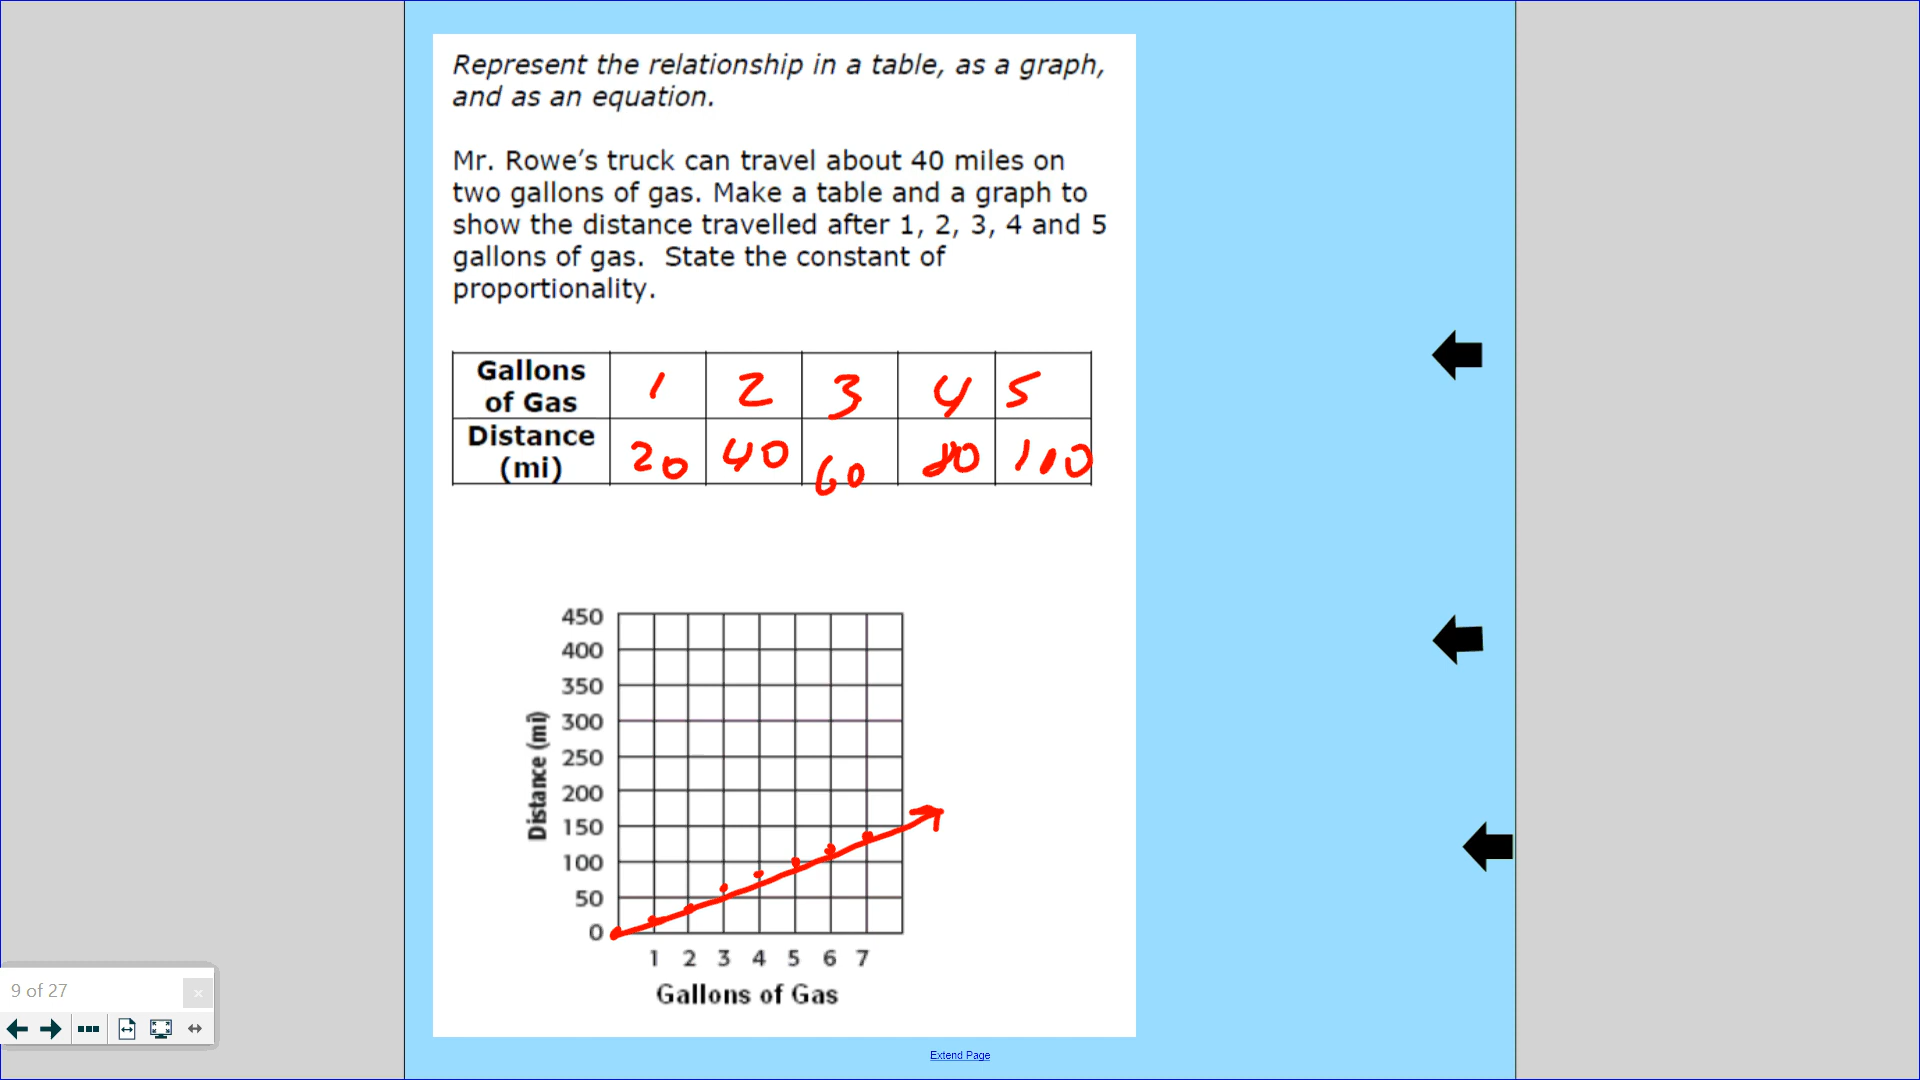 Represent the relationship in a table, as a graph,
and as an equation.
Mr. Rowe’s truck can travel about 40 miles on
two gallons of gas. Make a table and a graph to
show the distance travelled after 1, 2, 3, 4 and 5
gallons of gas.  State the constant of
proportionality.
Gallons
of Gas
1 2 3 4 5
Distance
(mi)
20 40 60 80 100
450
400
350
300
250
200
150
100
50
0
Distance (mi)
1 2 3 4 5 6 7
Gallons of Gas
9 of 27
Extend Page